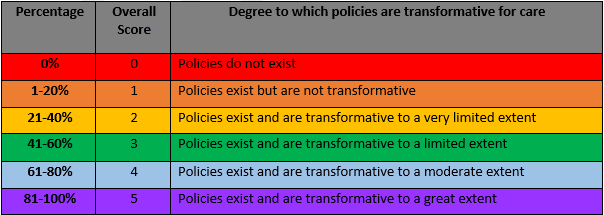 Percentage Overall Score Degree to which policies are transformative for care
0% 0 Policies do not exist
1-20% 1 Policies exist but are not transformative
21-40% 2 Policies exist and are transformative to a very limited extent
41-60% 3 Policies exist and are transformative to a limited extent
61-80% 4 Policies exist and are transformative to a moderate extent
81-100% 5 Policies exist and are transformative to a great extent